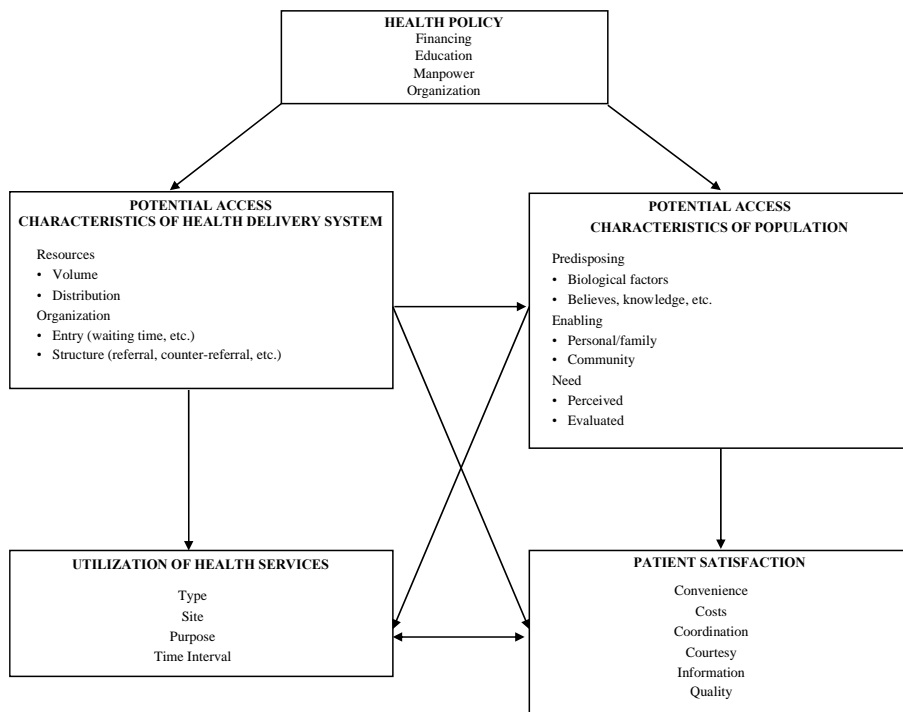 HEALTH POLICY
Financing
Education
Manpower
Organization
POTENTIAL ACCESS
CHARACTERISTICS OF HEALTH DELIVERY SYSTEM
Resources
• Volume
• Distribution
Organization
• Entry (waiting time, etc.)
• Structure (referral, counter-referral, etc.)
POTENTIAL ACCESS
CHARACTERISTICS OF POPULATION
Predisposing
• Biological factors
• Believes, knowledge, etc.
Enabling
• Personal/family
• Community
Need
• Perceived
• Evaluated
UTILIZATION OF HEALTH SERVICES
Type
Site
Purpose
Time Interval
PATIENT SATISFACTION
Convenience
Costs
Coordination
Courtesy
Information
Quality